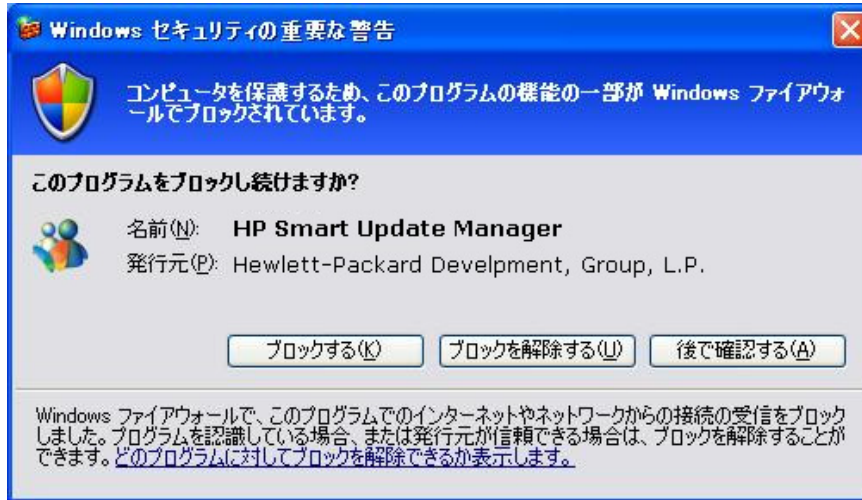 Windows セキュリティの重要な警告
コンピュータを保護するため、このプログラムの機能の一部が Windows ファイアウォ
ールでブロックされています。
このプログラムをブロックし続けますか?
名前(N): HP Smart Update Manager
発行元(P): Hewlett-Packard Develpment, Group, L.P.
ブロックする(K) ブロックを解除する(U) 後で確認する(A)
Windows ファイアウォールで、このプログラムでのインターネットやネットワークからの接続の受信をブロック
しました。プログラムを認識している場合、または発行元が信頼できる場合は、ブロックを解除することが
できます。どのプログラムに対してブロックを解除できるか表示します。